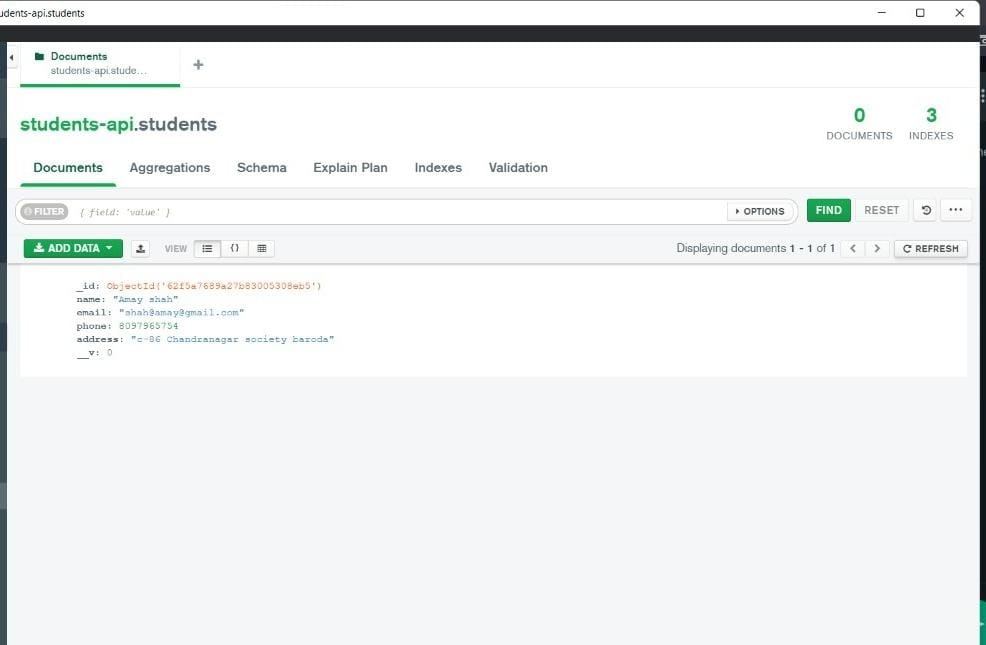 udents-api.students
Documents
students-api.stude...
students-api.students
0
DOCUMENTS
3
INDEXES
Documents Aggregations Schema Explain Plan Indexes Validation
FILTER { field: 'value' } OPTIONS FIND RESET
ADD DATA VIEW {} Displaying documents 1 - 1 of 1 REFRESH
_id: ObjectId('62f5a7689a27b83005308eb5')
name: "Amay shah"
email: "shah@amay@gmail.com"
phone: 8097965754
address: "c-86 Chandranagar society baroda"
__v: 0